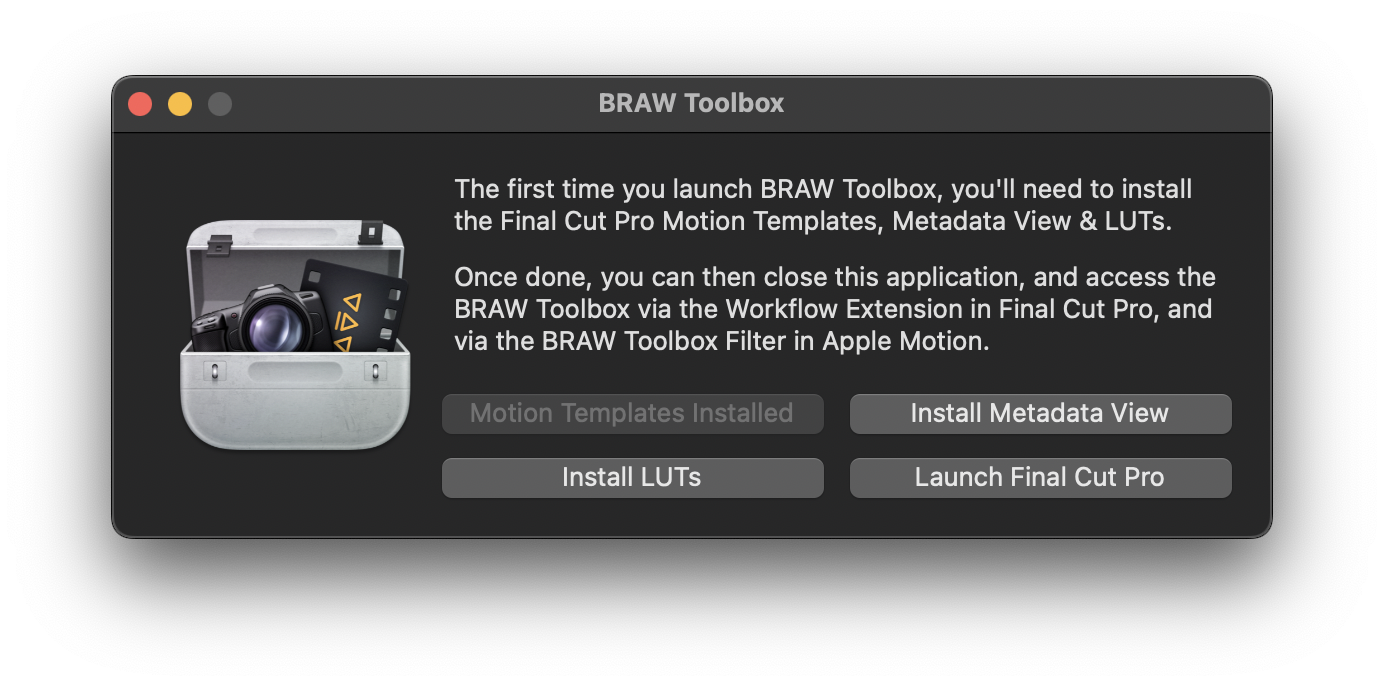 BRAW Toolbox
The first time you launch BRAW Toolbox, you'll need to install
the Final Cut Pro Motion Templates, Metadata View & LUTs.
Once done, you can then close this application, and access the
BRAW Toolbox via the Workflow Extension in Final Cut Pro, and
via the BRAW Toolbox Filter in Apple Motion.
Motion Templates Installed
Install Metadata View
Install LUTs
Launch Final Cut Pro